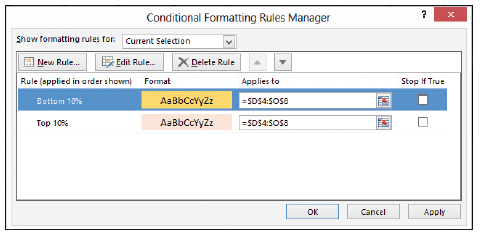 Conditional Formatting Rules Manager
? ×
Show formatting rules for: Current Selection
New Rule... Edit Rule... Delete Rule
Rule (applied in order shown) Format Applies to Stop If True
Bottom 10% AaBbCcYyZz =$D$4:$O$8
Top 10% AaBbCcYyZz =$D$4:$O$8
OK Cancel Apply